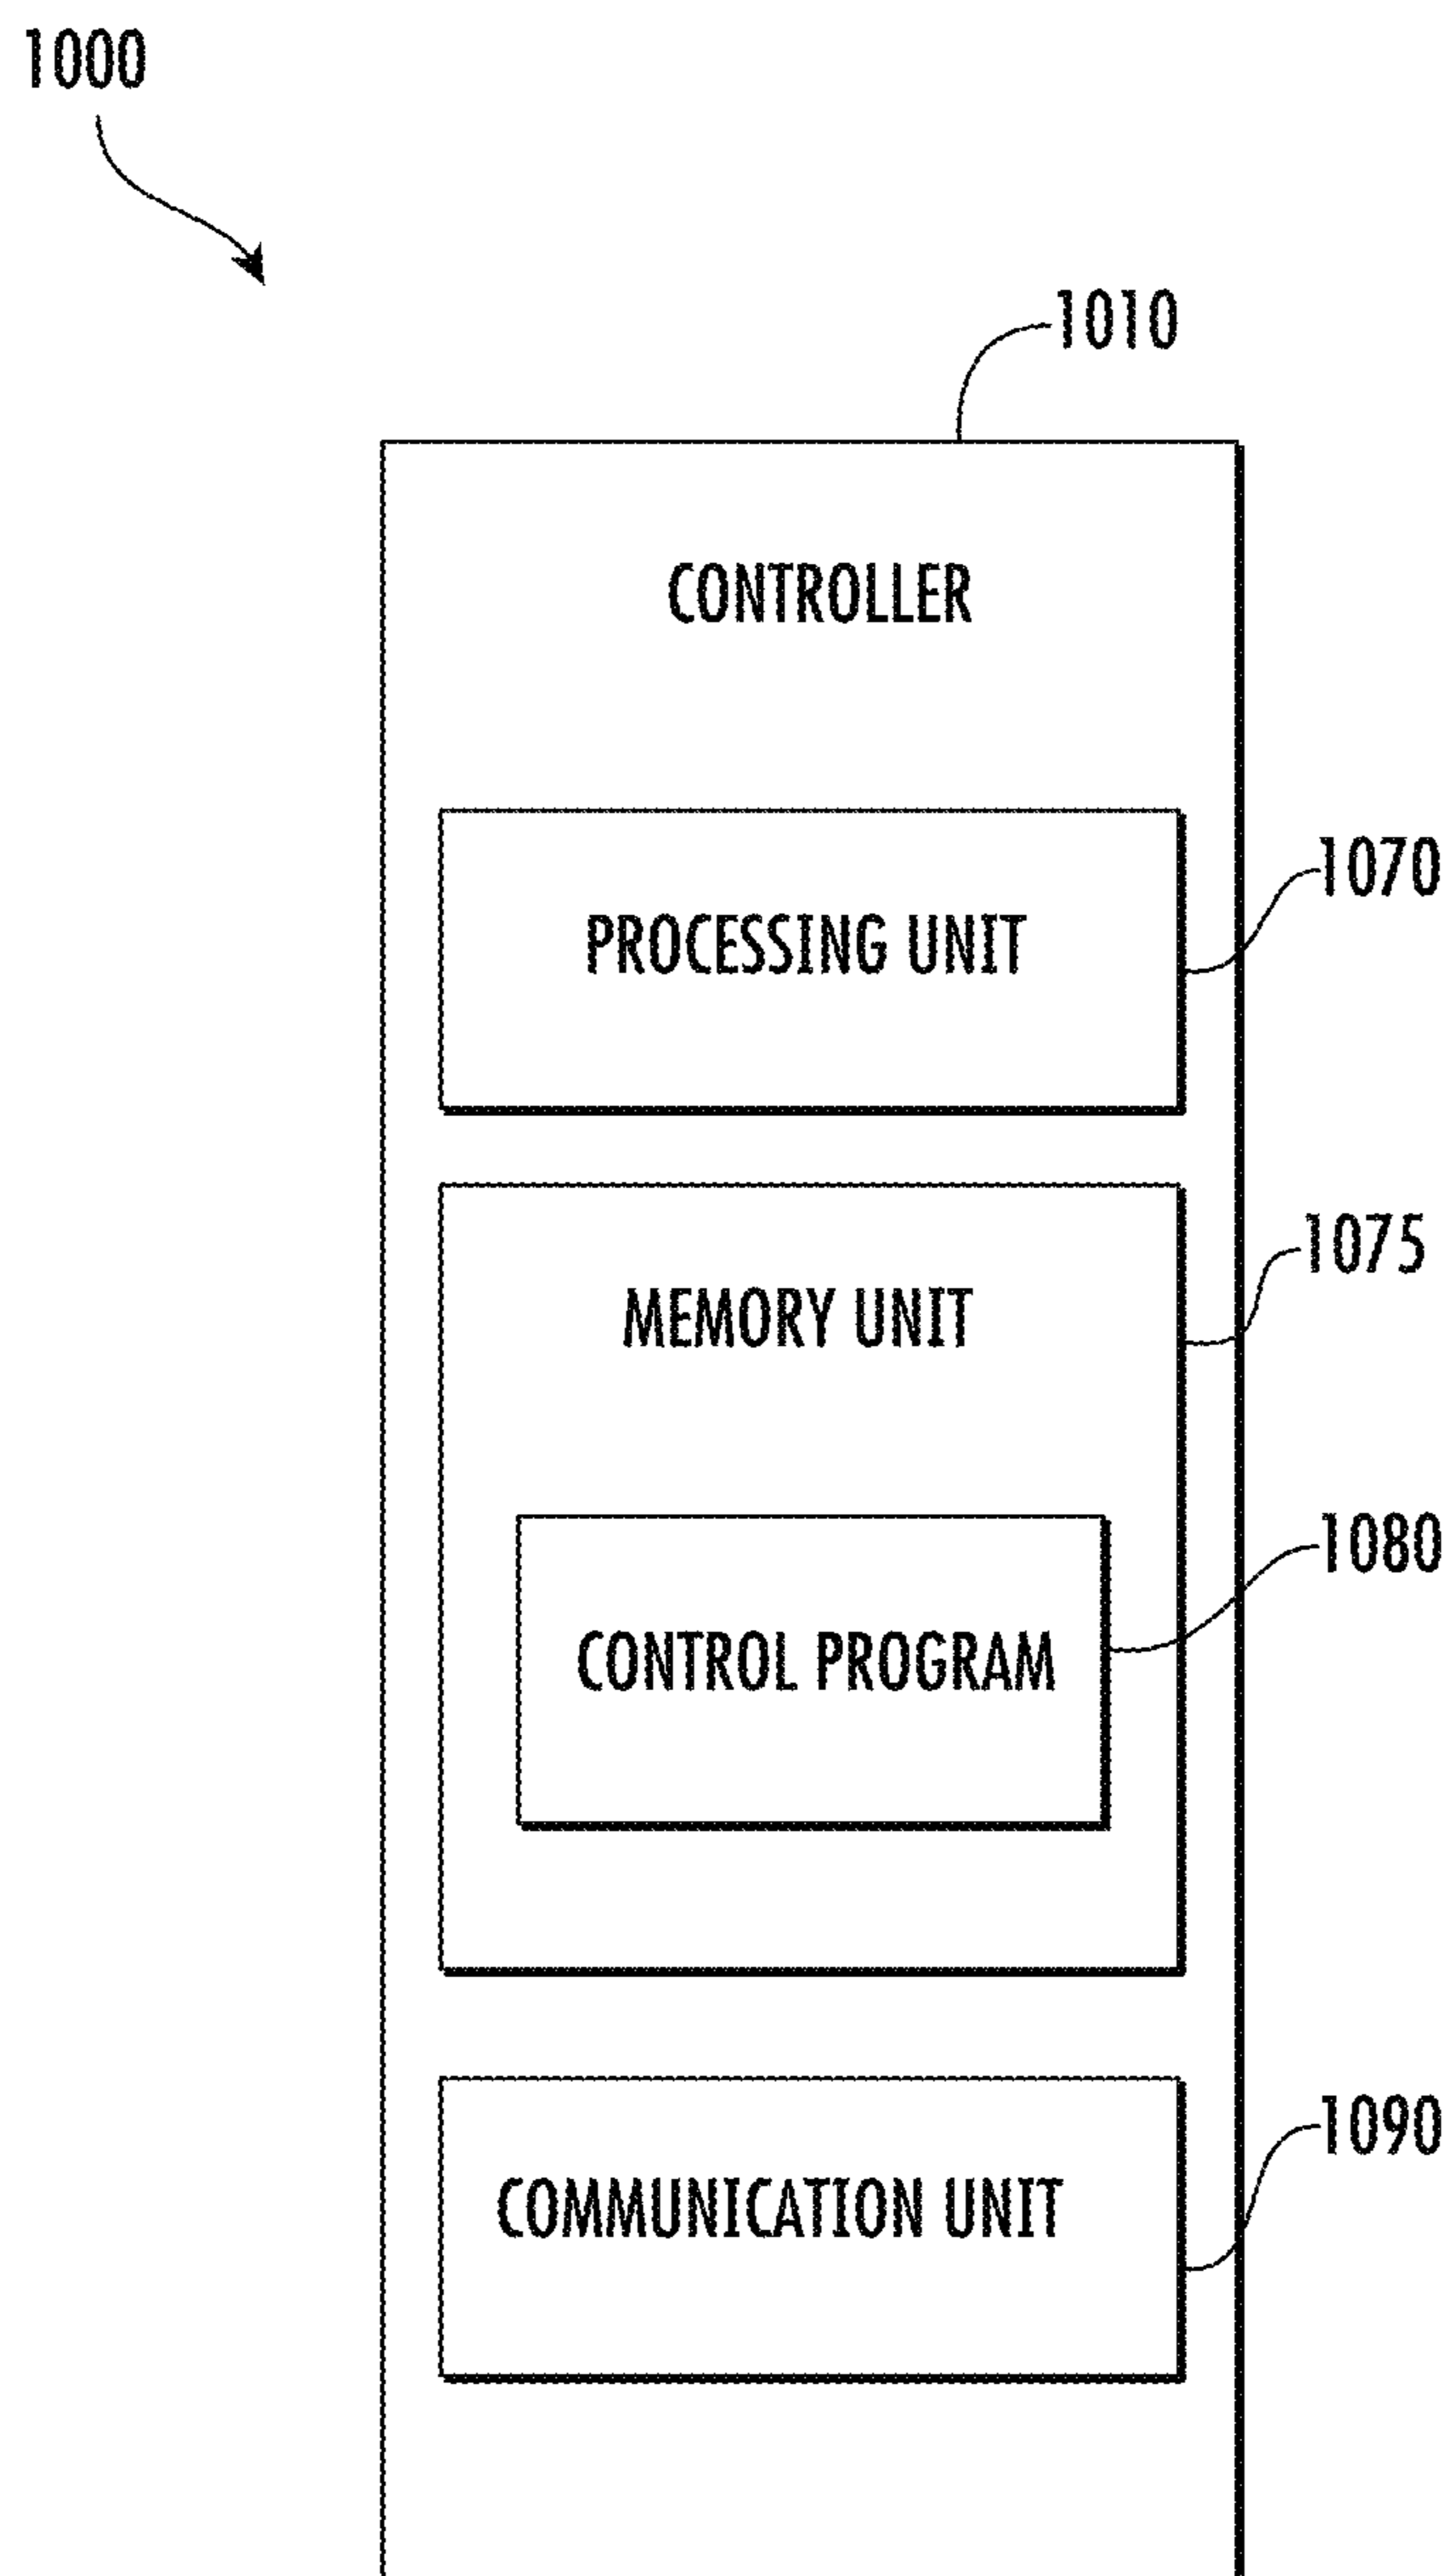 1000
1010
CONTROLLER
1070
PROCESSING UNIT
1075
MEMORY UNIT
1080
CONTROL PROGRAM
1090
COMMUNICATION UNIT